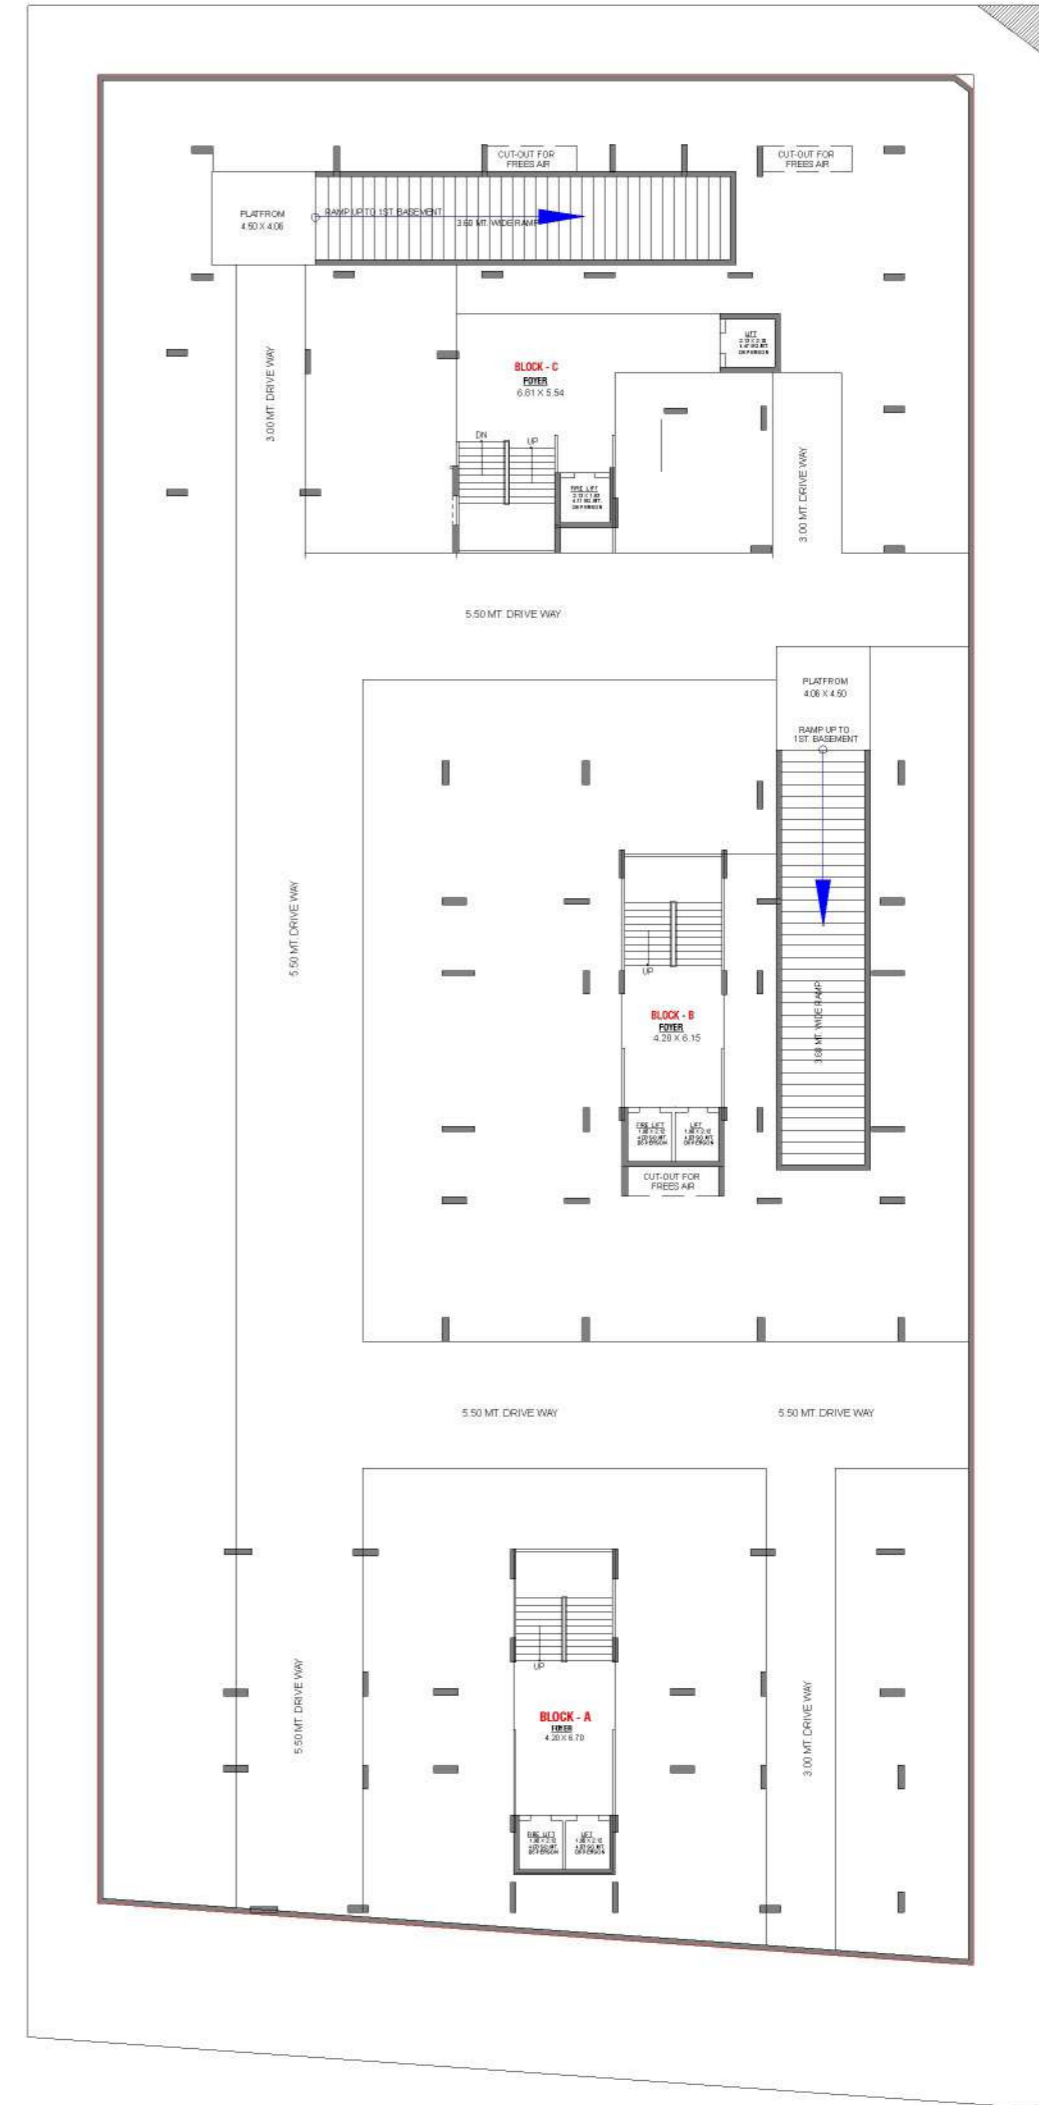 CUT-OUT FOR
FREES AIR
CUT-OUT FOR
FREES AIR
PLATFROM
4.50 X 4.06
RAMP UP TO 1ST. BASEMENT
3.60 MT. WIDE RAMP
LIFT
BLOCK - C
FOYER
6.81 X 5.54
3.00 MT. DRIVE WAY
DN
UP
FIRE LIFT
3.00 MT. DRIVE WAY
5.50 MT. DRIVE WAY
PLATFROM
4.06 X 4.50
RAMP UP TO
1ST. BASEMENT
5.50 MT. DRIVE WAY
UP
BLOCK - B
FOYER
4.20 X 6.15
3.60 MT. WIDE RAMP
FIRE LIFT
LIFT
CUT-OUT FOR
FREES AIR
5.50 MT. DRIVE WAY
5.50 MT. DRIVE WAY
UP
5.50 MT. DRIVE WAY
BLOCK - A
FOYER
4.20 X 6.70
3.00 MT. DRIVE WAY
FIRE LIFT
LIFT